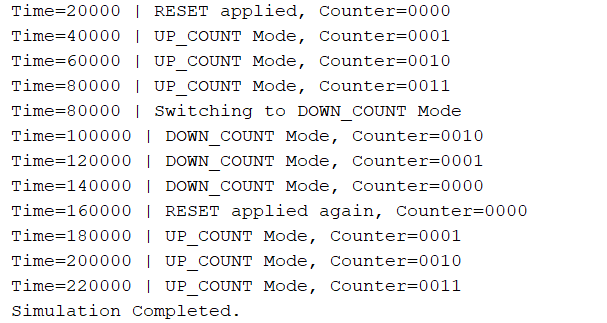 Time=20000 | RESET applied, Counter=0000
Time=40000 | UP_COUNT Mode, Counter=0001
Time=60000 | UP_COUNT Mode, Counter=0010
Time=80000 | UP_COUNT Mode, Counter=0011
Time=80000 | Switching to DOWN_COUNT Mode
Time=100000 | DOWN_COUNT Mode, Counter=0010
Time=120000 | DOWN_COUNT Mode, Counter=0001
Time=140000 | DOWN_COUNT Mode, Counter=0000
Time=160000 | RESET applied again, Counter=0000
Time=180000 | UP_COUNT Mode, Counter=0001
Time=200000 | UP_COUNT Mode, Counter=0010
Time=220000 | UP_COUNT Mode, Counter=0011
Simulation Completed.